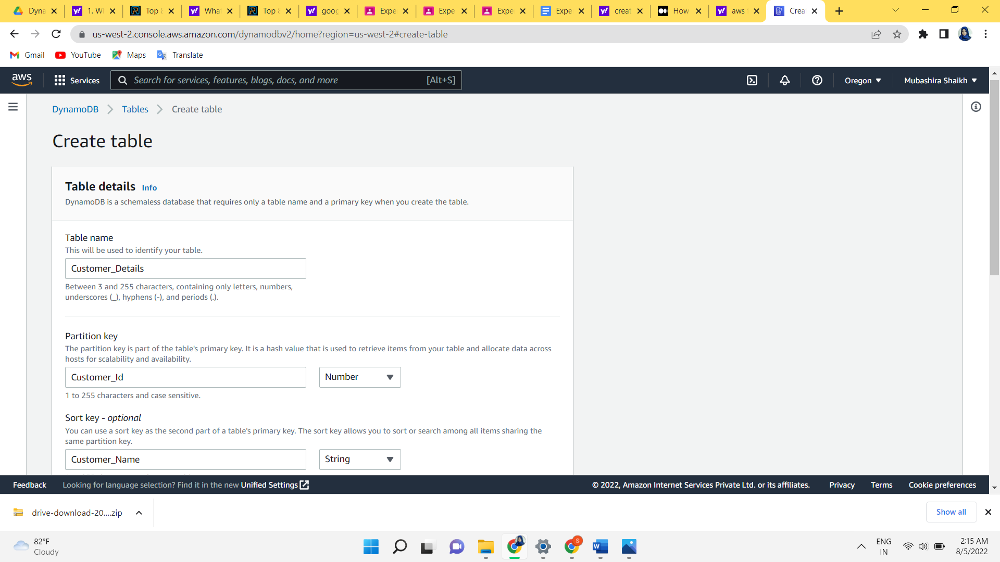 Dyna
1. W
Top
What
Top
goog
Expe
Expe
Expe
Expe
creat
How
aws
Crea
us-west-2.console.aws.amazon.com/dynamodbv2/home?region=us-west-2#create-table
Gmail
YouTube
Maps
Translate
aws
Services
Search for services, features, blogs, docs, and more
[Alt+S]
Oregon
Mubashira Shaikh
DynamoDB
Tables
Create table
Create table
Table details Info
DynamoDB is a schemaless database that requires only a table name and a primary key when you create the table.
Table name
This will be used to identify your table.
Customer_Details
Between 3 and 255 characters, containing only letters, numbers,
underscores (_), hyphens (-), and periods (.).
Partition key
The partition key is part of the table's primary key. It is a hash value that is used to retrieve items from your table and allocate data across
hosts for scalability and availability.
Customer_Id
Number
1 to 255 characters and case sensitive.
Sort key - optional
You can use a sort key as the second part of a table's primary key. The sort key allows you to sort or search among all items sharing the
same partition key.
Customer_Name
String
Feedback
Looking for language selection? Find it in the new Unified Settings
© 2022, Amazon Internet Services Private Ltd. or its affiliates.
Privacy
Terms
Cookie preferences
drive-download-20....zip
Show all
82°F
Cloudy
ENG
IN
2:15 AM
8/5/2022